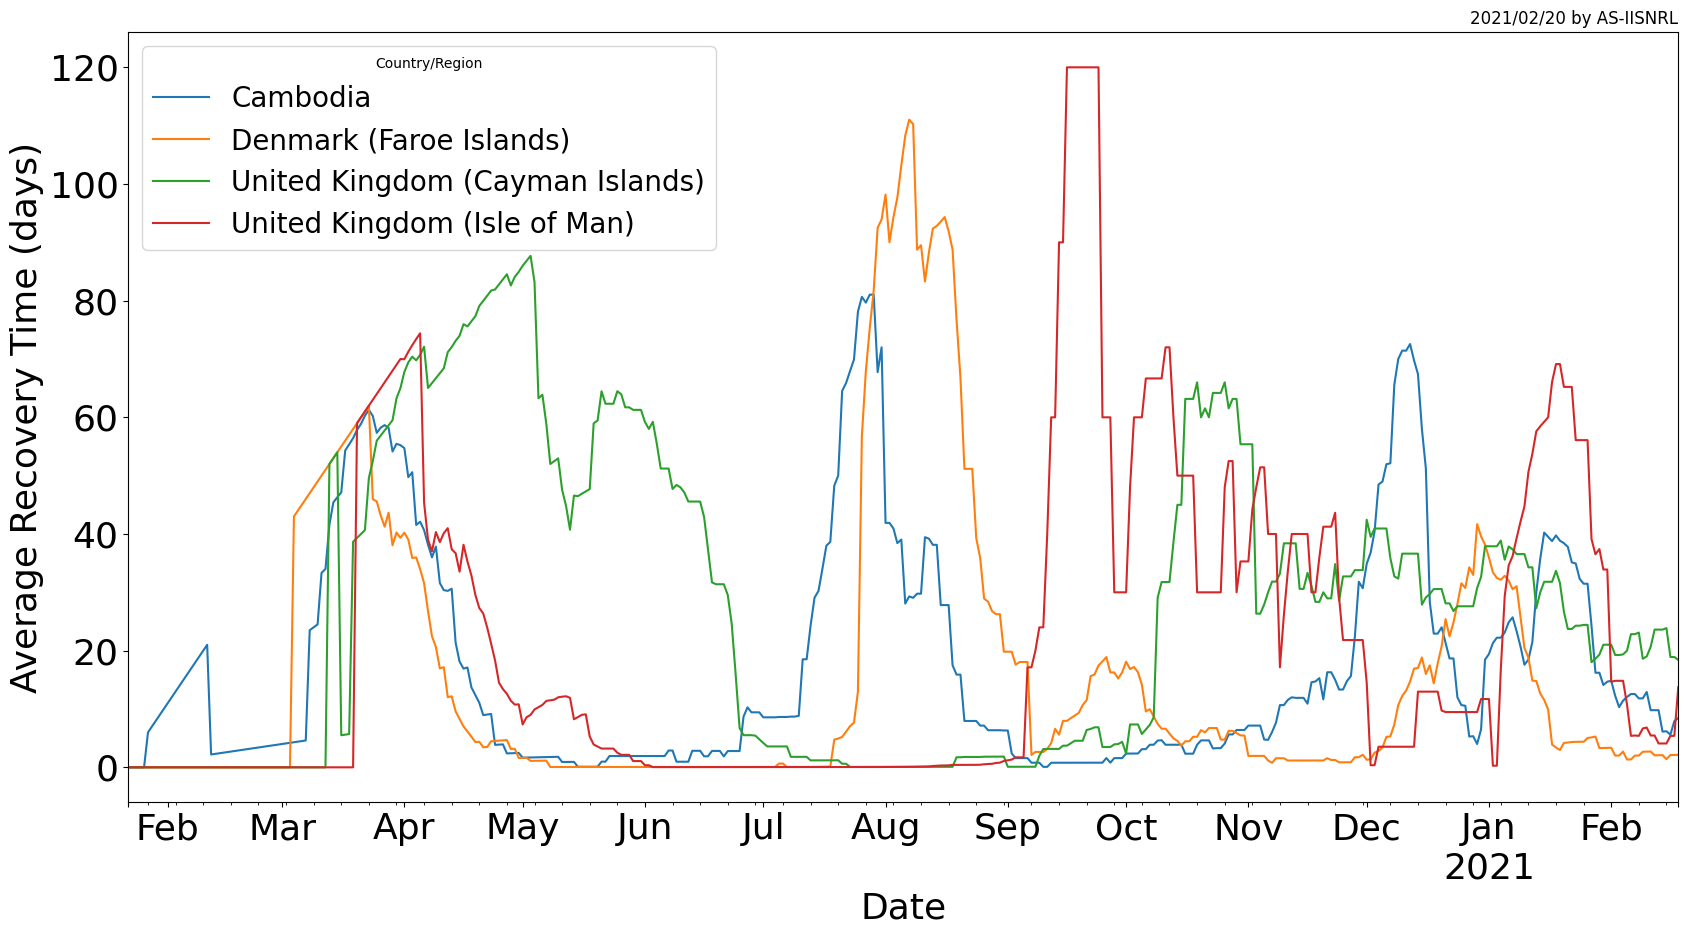 2021/02/20 by AS-IISNRL
Country/Region
Cambodia
Denmark (Faroe Islands)
United Kingdom (Cayman Islands)
United Kingdom (Isle of Man)
Average Recovery Time (days)
120
100
80
60
40
20
0
Feb Mar Apr May Jun Jul Aug Sep Oct Nov Dec Jan Feb
2021
Date